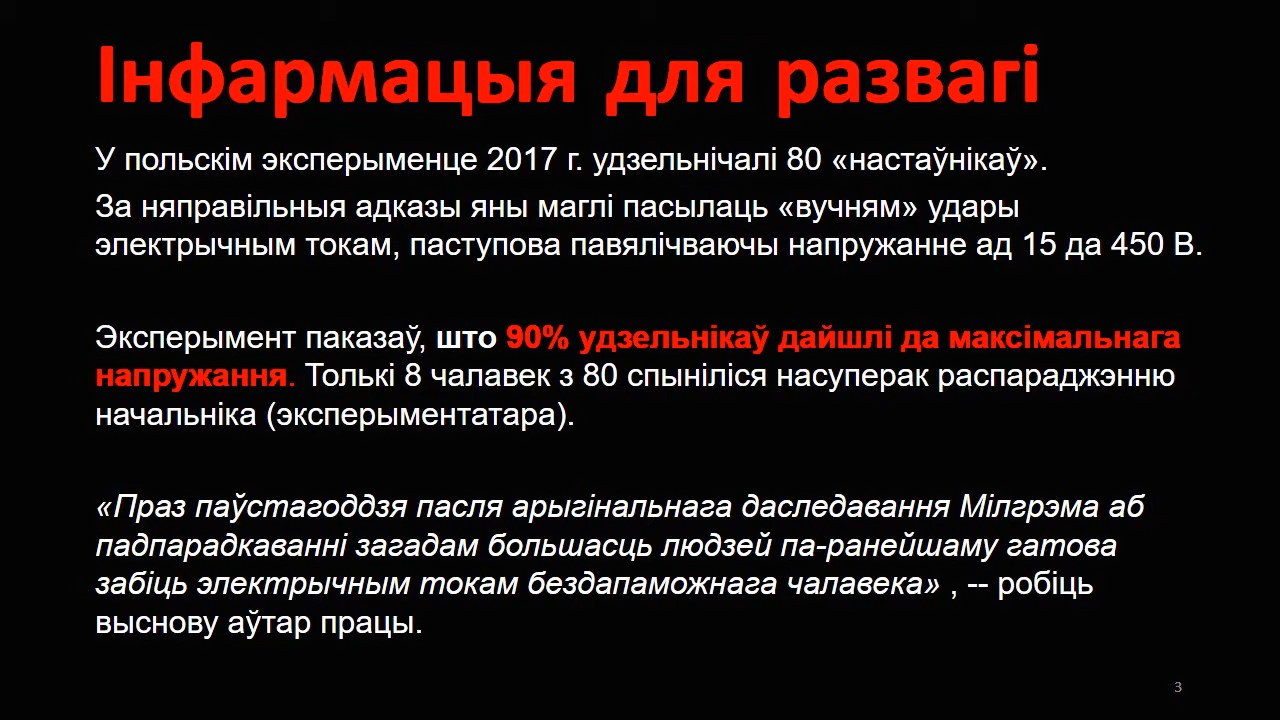 Інфармацыя для развагі
У польскім эксперыменце 2017 г. удзельнічалі 80 «настаўнікаў».
За няправільныя адказы яны маглі пасылаць «вучням» удары
электрычным токам, паступова павялічваючы напружанне ад 15 да 450 В.
Эксперымент паказаў, што 90% удзельнікаў дайшлі да максімальнага
напружання. Толькі 8 чалавек з 80 спыніліся насуперак распараджэнню
начальніка (эксперыментатара).
«Праз паўстагоддзя пасля арыгінальнага даследавання Мілгрэма аб
падпарадкаванні загадам большасць людзей па-ранейшаму гатова
забіць электрычным токам бездапаможнага чалавека» , -- робіць
выснову аўтар працы.
3